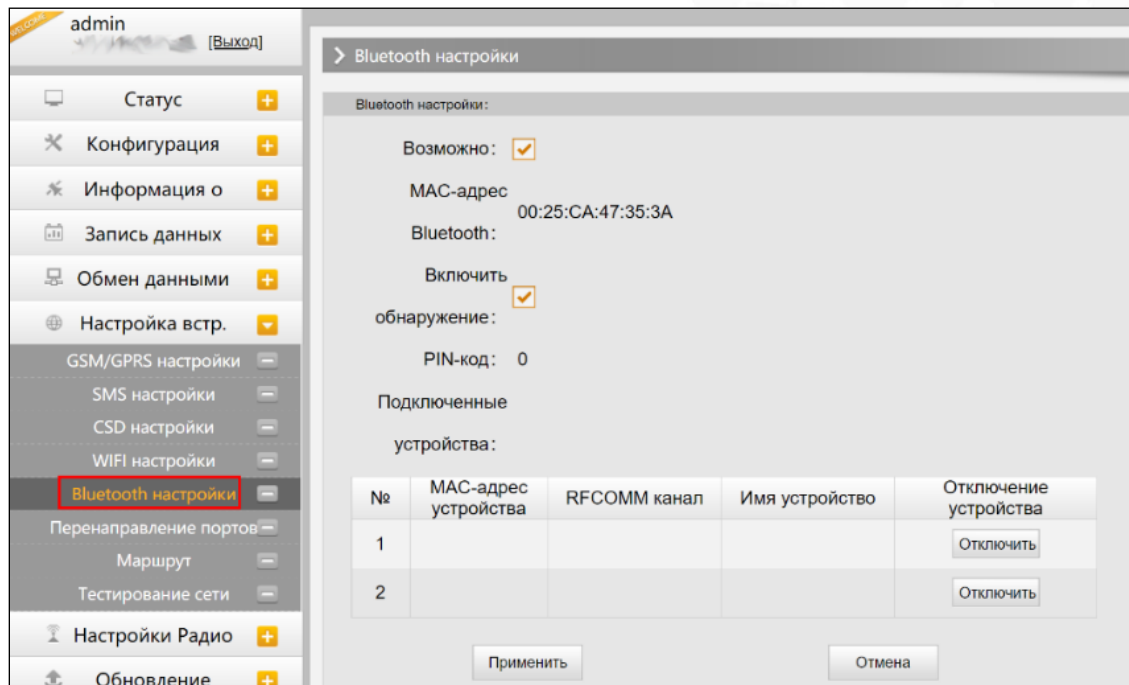 WELCOME
admin
[Выход]
Статус
Конфигурация
Информация о
Запись данных
Обмен данными
Настройка встр.
GSM/GPRS настройки
SMS настройки
CSD настройки
WIFI настройки
Bluetooth настройки
Перенаправление портов
Маршрут
Тестирование сети
Настройки Радио
Обновление
Bluetooth настройки
Bluetooth настройки:
Возможно:
MAC-адрес
00:25:CA:47:35:3A
Bluetooth:
Включить
обнаружение:
PIN-код: 0
Подключенные
устройства:
№ MAC-адрес устройства RFCOMM канал Имя устройство Отключение устройства
1 Отключить
2 Отключить
Применить Отмена